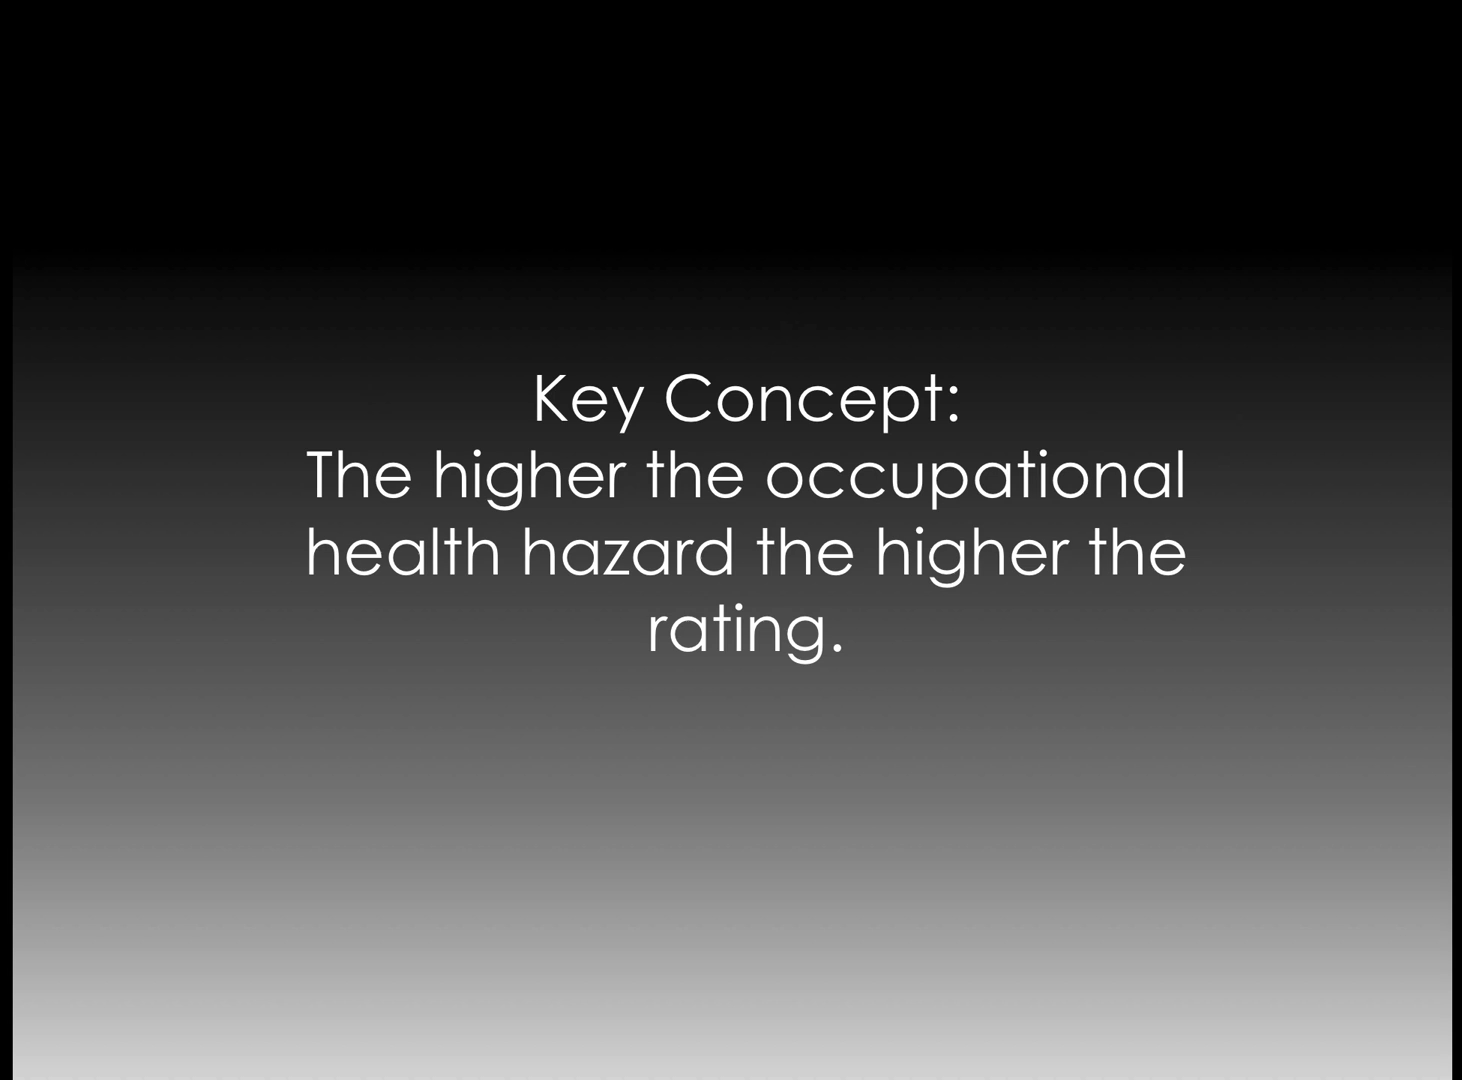 Key Concept:
The higher the occupational
health hazard the higher the
rating.